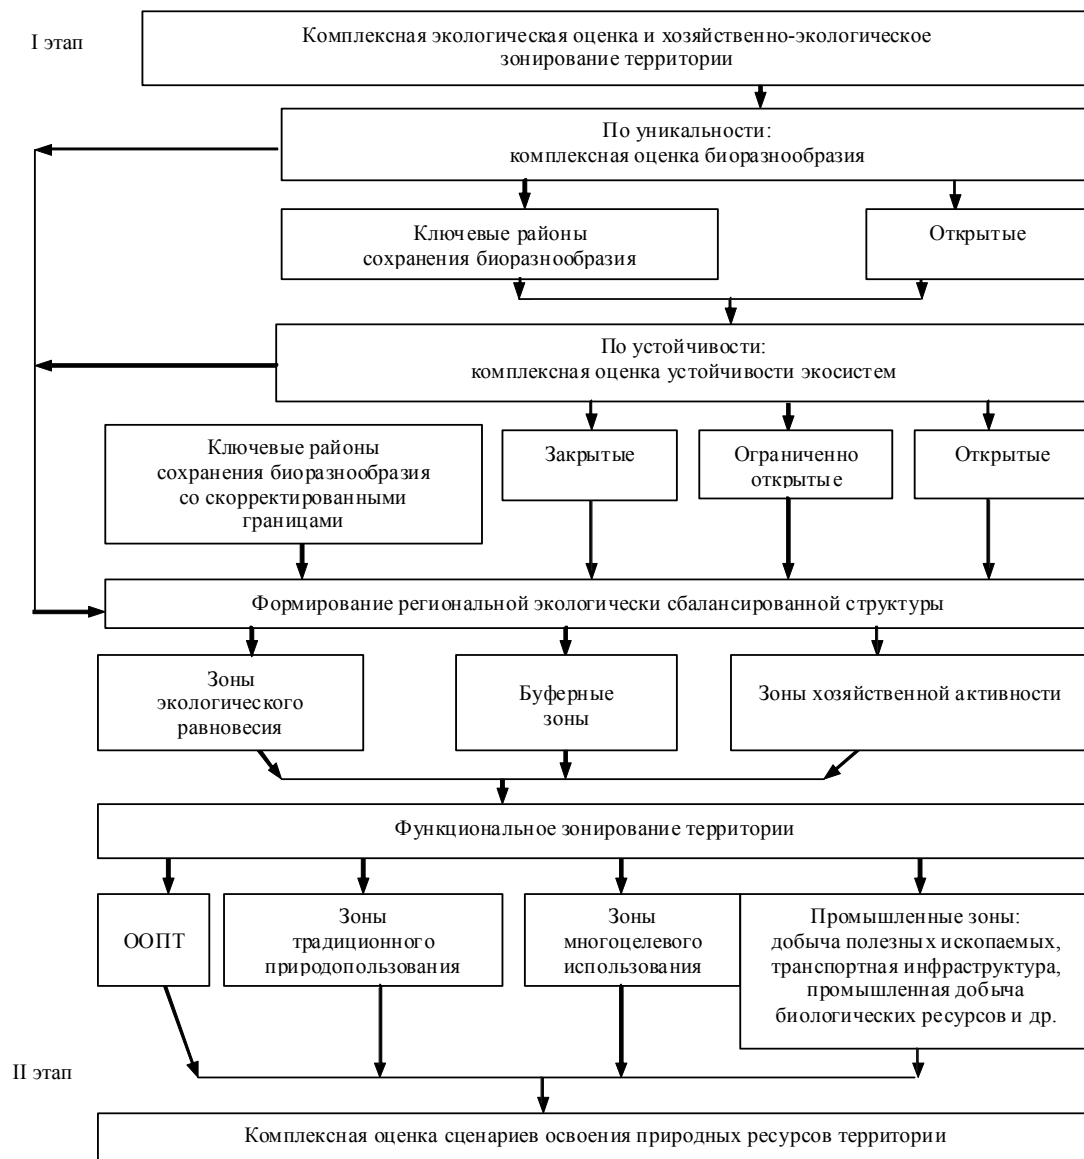 I этап
Комплексная экологическая оценка и хозяйственно-экологическое
зонирование территории
По уникальности:
комплексная оценка биоразнообразия
Ключевые районы
сохранения биоразнообразия
Открытые
По устойчивости:
комплексная оценка устойчивости экосистем
Ключевые районы
сохранения биоразнообразия
со скорректированными
границами
Закрытые
Ограниченно
открытые
Открытые
Формирование региональной экологически сбалансированной структуры
Зоны
экологического
равновесия
Буферные
зоны
Зоны хозяйственной активности
Функциональное зонирование территории
ООПТ
Зоны
традиционного
природопользования
Зоны
многоцелевого
использования
Промышленные зоны:
добыча полезных ископаемых,
транспортная инфраструктура,
промышленная добыча
биологических ресурсов и др.
II этап
Комплексная оценка сценариев освоения природных ресурсов территории